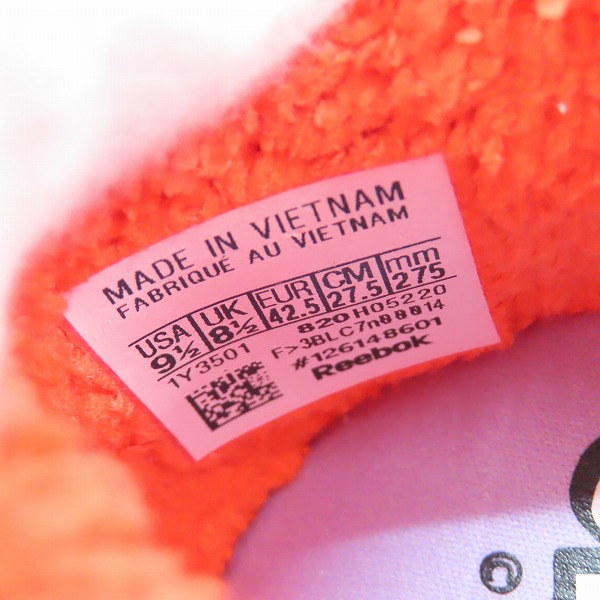 MADE IN VIETNAM
FABRIQUE AU VIETNAM
USA UK EUR CM mm
9½ 8½ 42.5 27.5 275
1Y3501 820 H05220
F>3BLC7n00014
#126148601
Reebok